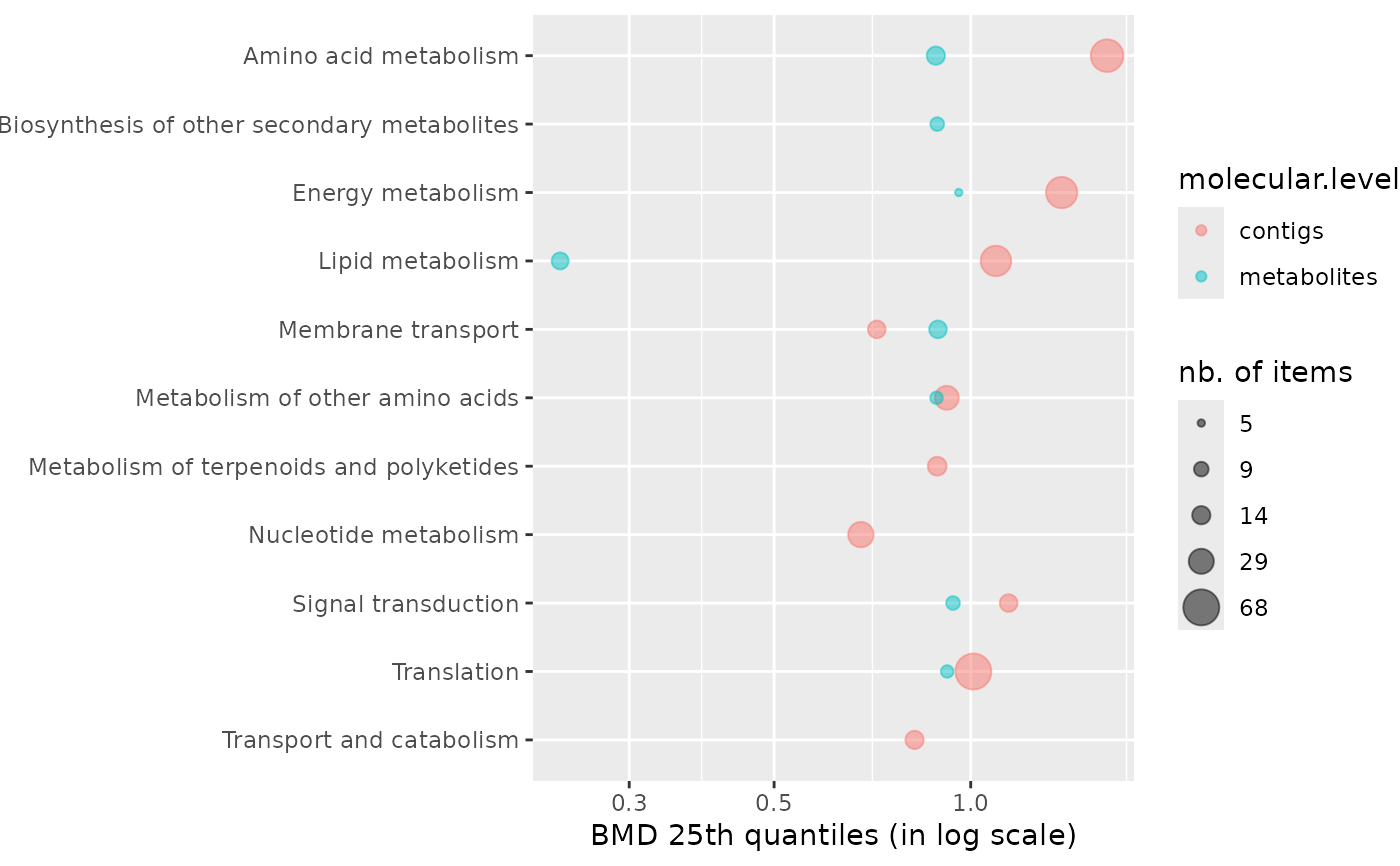 Amino acid metabolism
Biosynthesis of other secondary metabolites
Energy metabolism
Lipid metabolism
Membrane transport
Metabolism of other amino acids
Metabolism of terpenoids and polyketides
Nucleotide metabolism
Signal transduction
Translation
Transport and catabolism
0.3 0.5 1.0
BMD 25th quantiles (in log scale)
molecular.level
contigs
metabolites
nb. of items
5
9
14
29
68